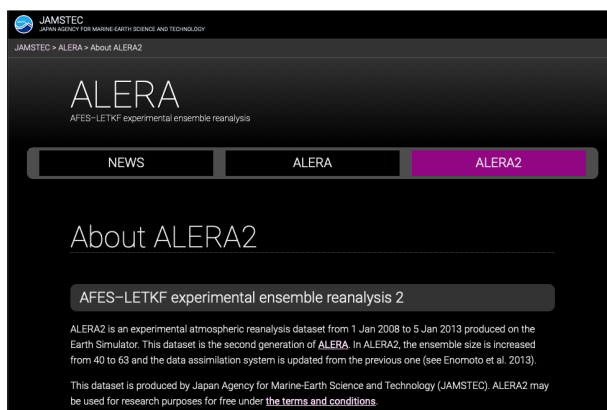 JAMSTEC
JAPAN AGENCY FOR MARINE-EARTH SCIENCE AND TECHNOLOGY
JAMSTEC > ALERA > About ALERA2
ALERA
AFES–LETKF experimental ensemble reanalysis
NEWS ALERA ALERA2
About ALERA2
AFES–LETKF experimental ensemble reanalysis 2
ALERA2 is an experimental atmospheric reanalysis dataset from 1 Jan 2008 to 5 Jan 2013 produced on the
Earth Simulator. This dataset is the second generation of ALERA. In ALERA2, the ensemble size is increased
from 40 to 63 and the data assimilation system is updated from the previous one (see Enomoto et al. 2013).
This dataset is produced by Japan Agency for Marine-Earth Science and Technology (JAMSTEC). ALERA2 may
be used for research purposes for free under the terms and conditions.